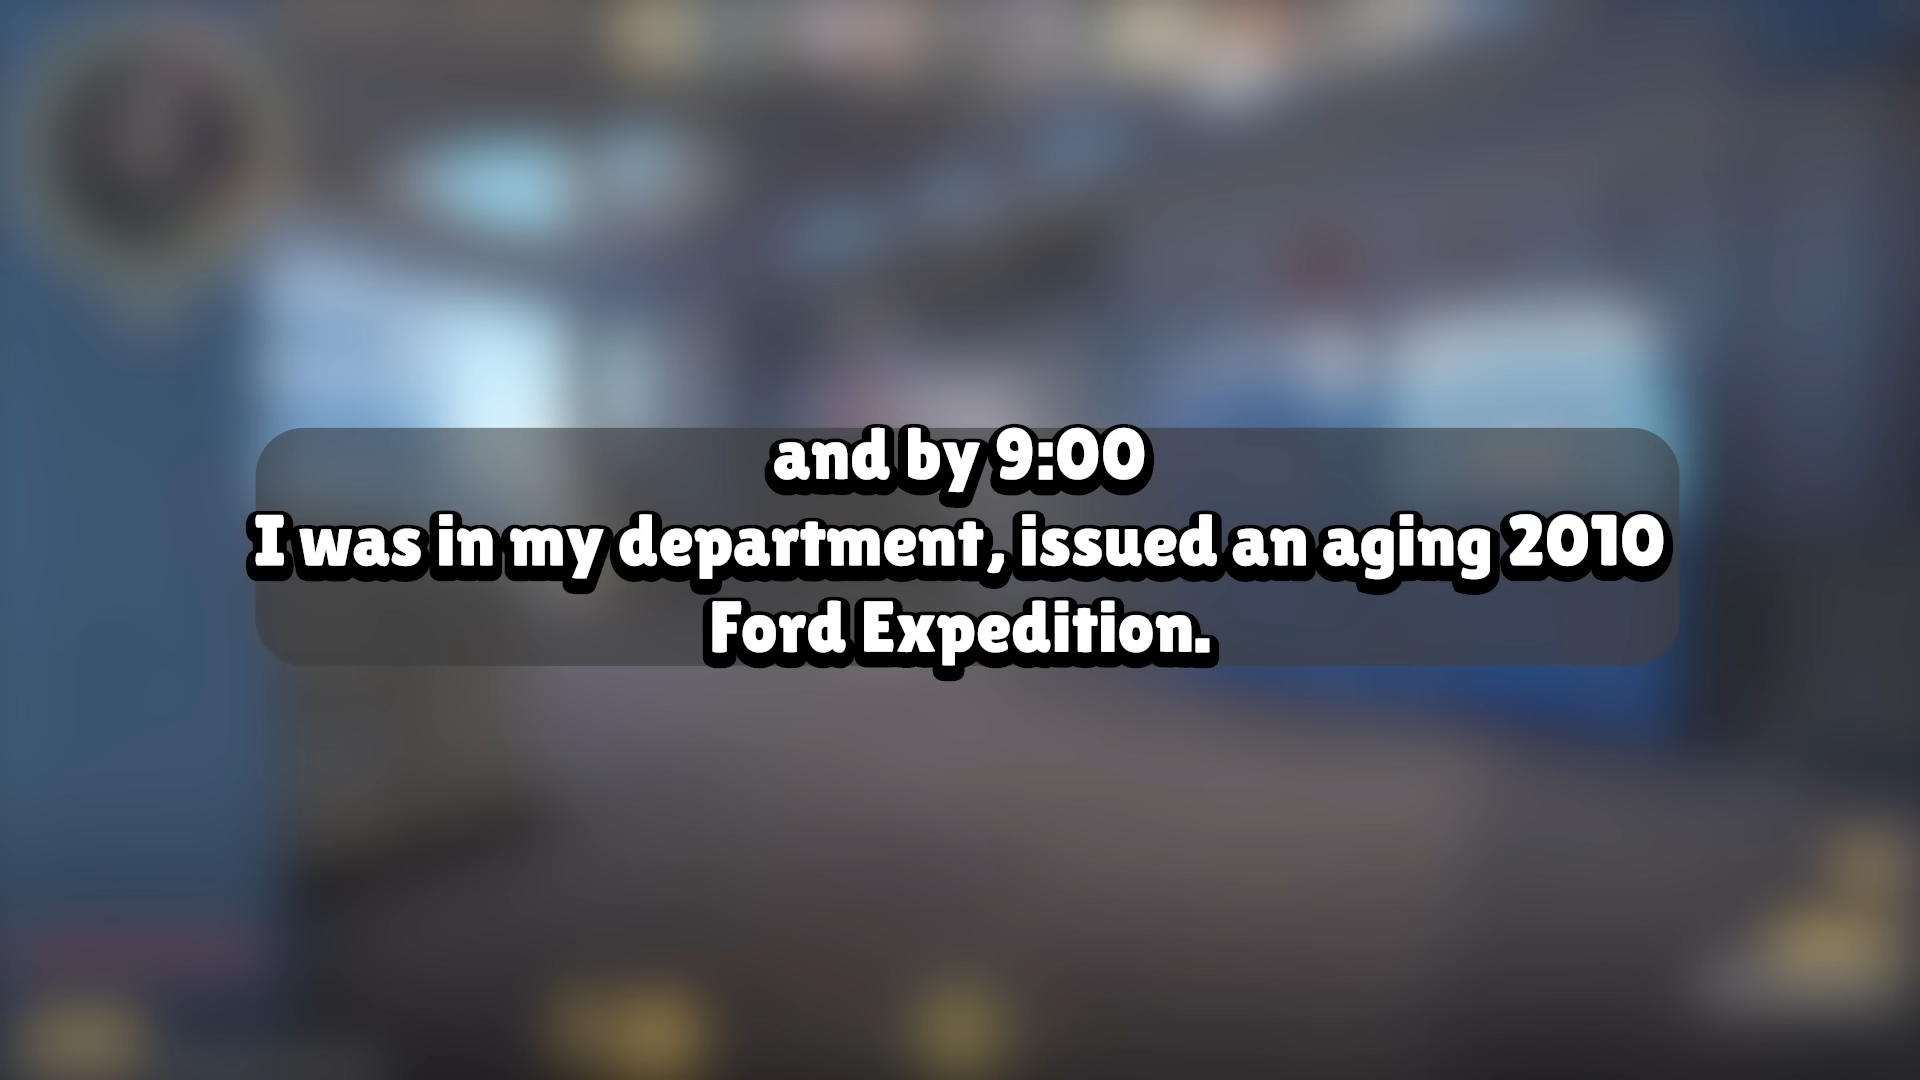 and by 9:00
I was in my department, issued an aging 2010
Ford Expedition.